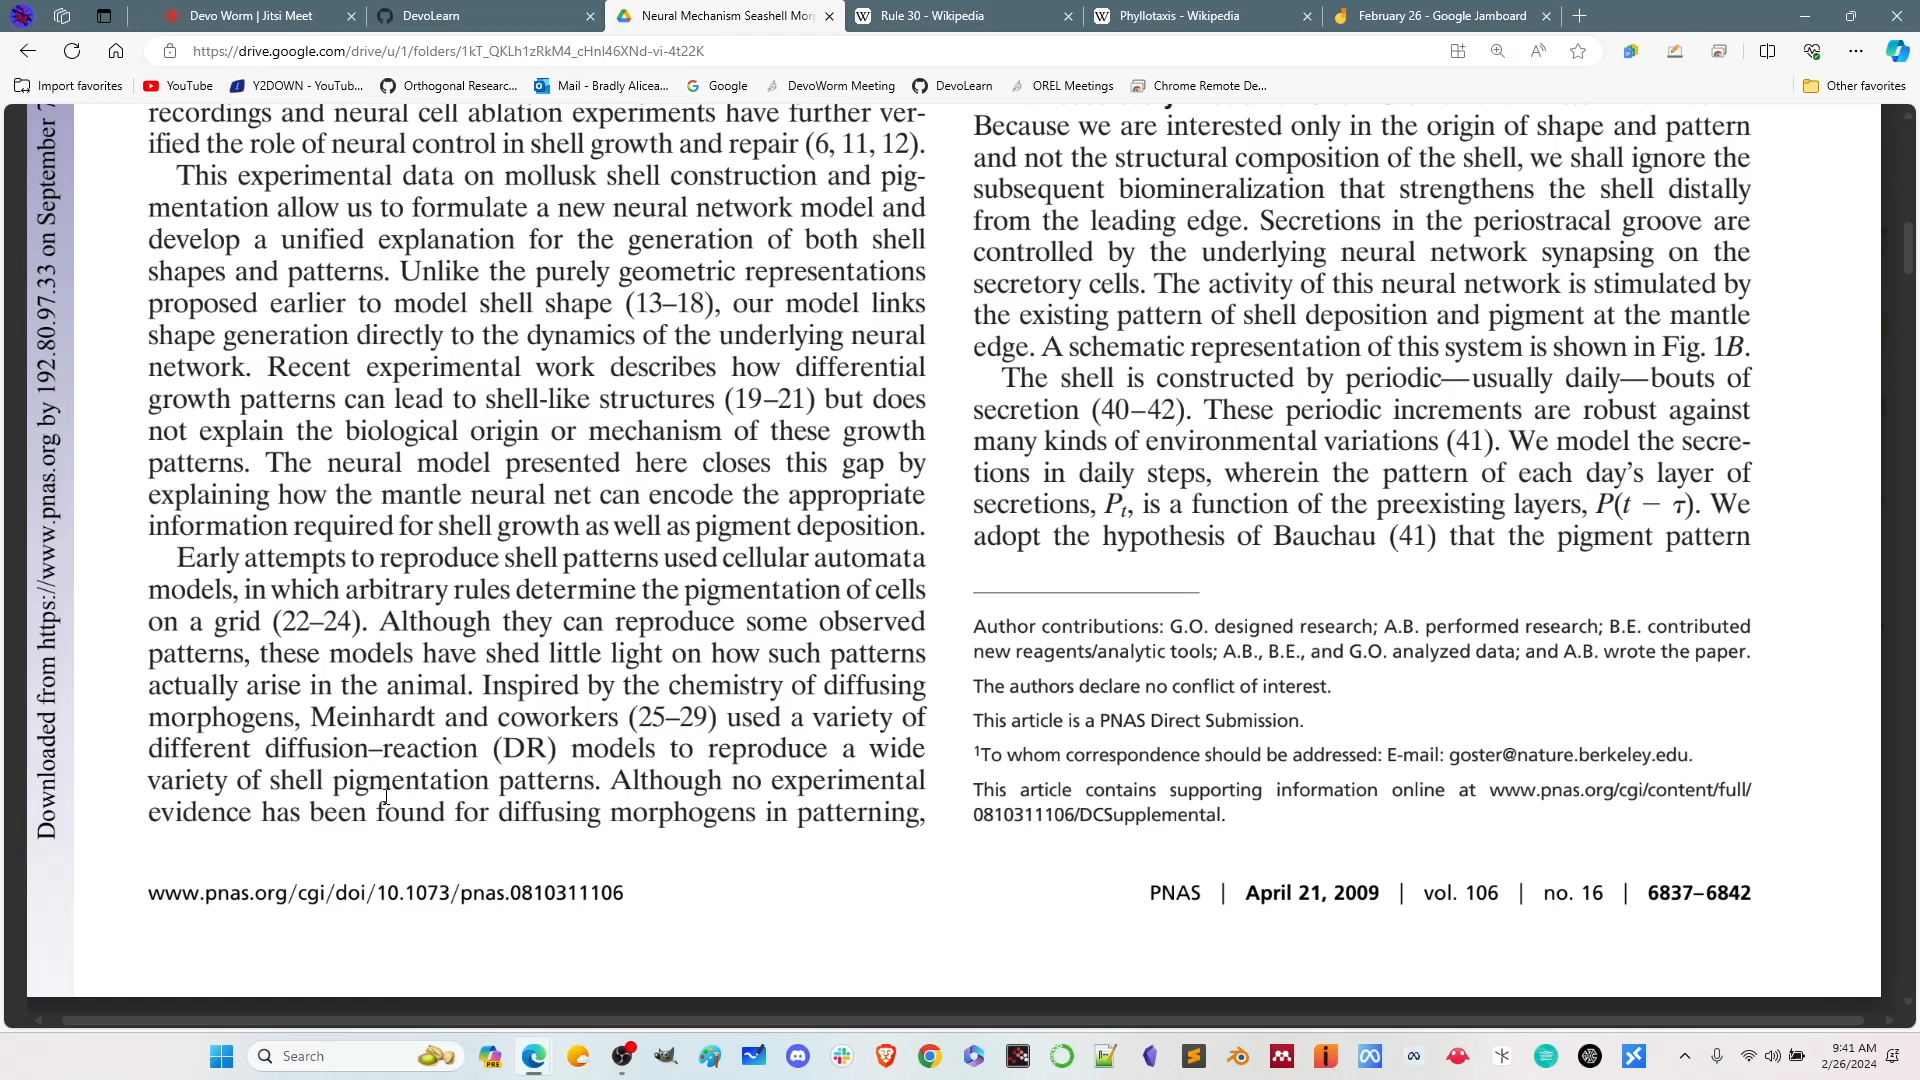 Devo Worm | Jitsi Meet
DevoLearn
Neural Mechanism Seashell Mor
Rule 30 - Wikipedia
Phyllotaxis - Wikipedia
February 26 - Google Jamboard
https://drive.google.com/drive/u/1/folders/1kT_QKLh1zRkM4_cHnl46XNd-vi-4t22K
Import favorites
YouTube
Y2DOWN - YouTub...
Orthogonal Researc...
Mail - Bradly Alicea...
Google
DevoWorm Meeting
DevoLearn
OREL Meetings
Chrome Remote De...
Other favorites
Downloaded from https://www.pnas.org by 192.80.97.33 on September 7
recordings and neural cell ablation experiments have further ver-
ified the role of neural control in shell growth and repair (6, 11, 12).
This experimental data on mollusk shell construction and pig-
mentation allow us to formulate a new neural network model and
develop a unified explanation for the generation of both shell
shapes and patterns. Unlike the purely geometric representations
proposed earlier to model shell shape (13–18), our model links
shape generation directly to the dynamics of the underlying neural
network. Recent experimental work describes how differential
growth patterns can lead to shell-like structures (19–21) but does
not explain the biological origin or mechanism of these growth
patterns. The neural model presented here closes this gap by
explaining how the mantle neural net can encode the appropriate
information required for shell growth as well as pigment deposition.
Early attempts to reproduce shell patterns used cellular automata
models, in which arbitrary rules determine the pigmentation of cells
on a grid (22–24). Although they can reproduce some observed
patterns, these models have shed little light on how such patterns
actually arise in the animal. Inspired by the chemistry of diffusing
morphogens, Meinhardt and coworkers (25–29) used a variety of
different diffusion–reaction (DR) models to reproduce a wide
variety of shell pigmentation patterns. Although no experimental
evidence has been found for diffusing morphogens in patterning,
Because we are interested only in the origin of shape and pattern
and not the structural composition of the shell, we shall ignore the
subsequent biomineralization that strengthens the shell distally
from the leading edge. Secretions in the periostracal groove are
controlled by the underlying neural network synapsing on the
secretory cells. The activity of this neural network is stimulated by
the existing pattern of shell deposition and pigment at the mantle
edge. A schematic representation of this system is shown in Fig. 1B.
The shell is constructed by periodic—usually daily—bouts of
secretion (40–42). These periodic increments are robust against
many kinds of environmental variations (41). We model the secre-
tions in daily steps, wherein the pattern of each day's layer of
secretions, Pt, is a function of the preexisting layers, P(t − τ). We
adopt the hypothesis of Bauchau (41) that the pigment pattern
Author contributions: G.O. designed research; A.B. performed research; B.E. contributed
new reagents/analytic tools; A.B., B.E., and G.O. analyzed data; and A.B. wrote the paper.
The authors declare no conflict of interest.
This article is a PNAS Direct Submission.
1To whom correspondence should be addressed: E-mail: goster@nature.berkeley.edu.
This article contains supporting information online at www.pnas.org/cgi/content/full/
0810311106/DCSupplemental.
www.pnas.org/cgi/doi/10.1073/pnas.0810311106
PNAS | April 21, 2009 | vol. 106 | no. 16 | 6837–6842
Search
9:41 AM
2/26/2024